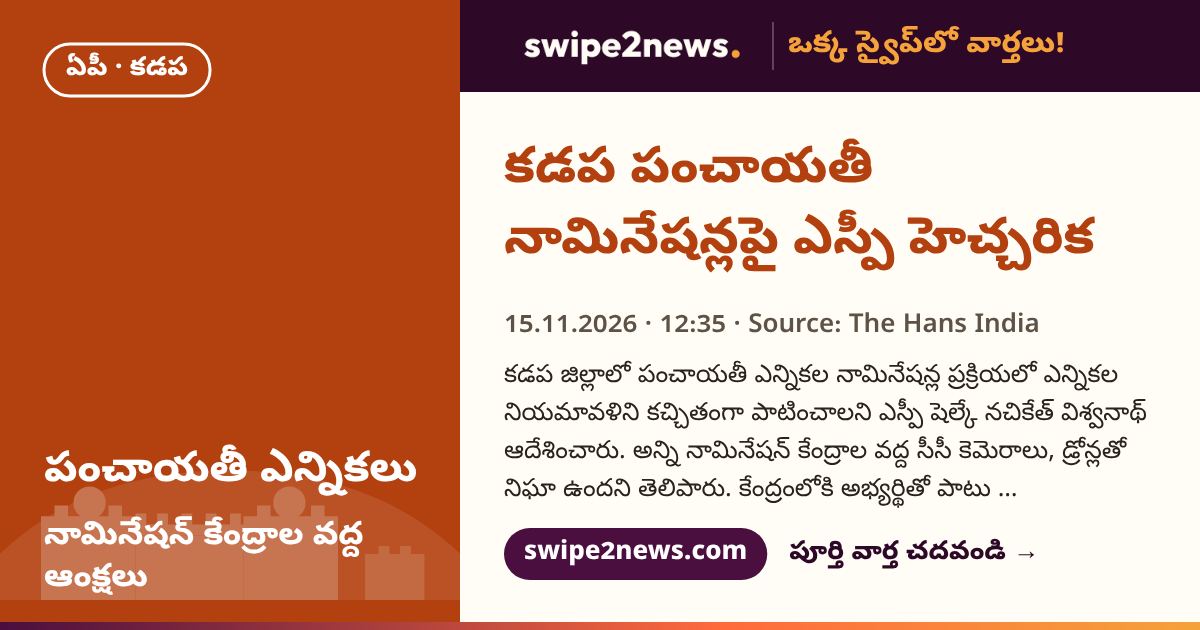 ఏపీ · కడప
పంచాయతీ ఎన్నికలు
నామినేషన్ కేంద్రాల వద్ద
ఆంక్షలు
swipe2news.
ఒక్క స్వైప్‌లో వార్తలు!
కడప పంచాయతీ
నామినేషన్లపై ఎస్పీ హెచ్చరిక
15.11.2026 · 12:35 · Source: The Hans India
కడప జిల్లాలో పంచాయతీ ఎన్నికల నామినేషన్ల ప్రక్రియలో ఎన్నికల
నియమావళిని కచ్చితంగా పాటించాలని ఎస్పీ షెల్కే నచికేత్ విశ్వనాథ్
ఆదేశించారు. అన్ని నామినేషన్ కేంద్రాల వద్ద సీసీ కెమెరాలు, డ్రోన్లతో
నిఘా ఉందని తెలిపారు. కేంద్రంలోకి అభ్యర్థితో పాటు ...
swipe2news.com
పూర్తి వార్త చదవండి →